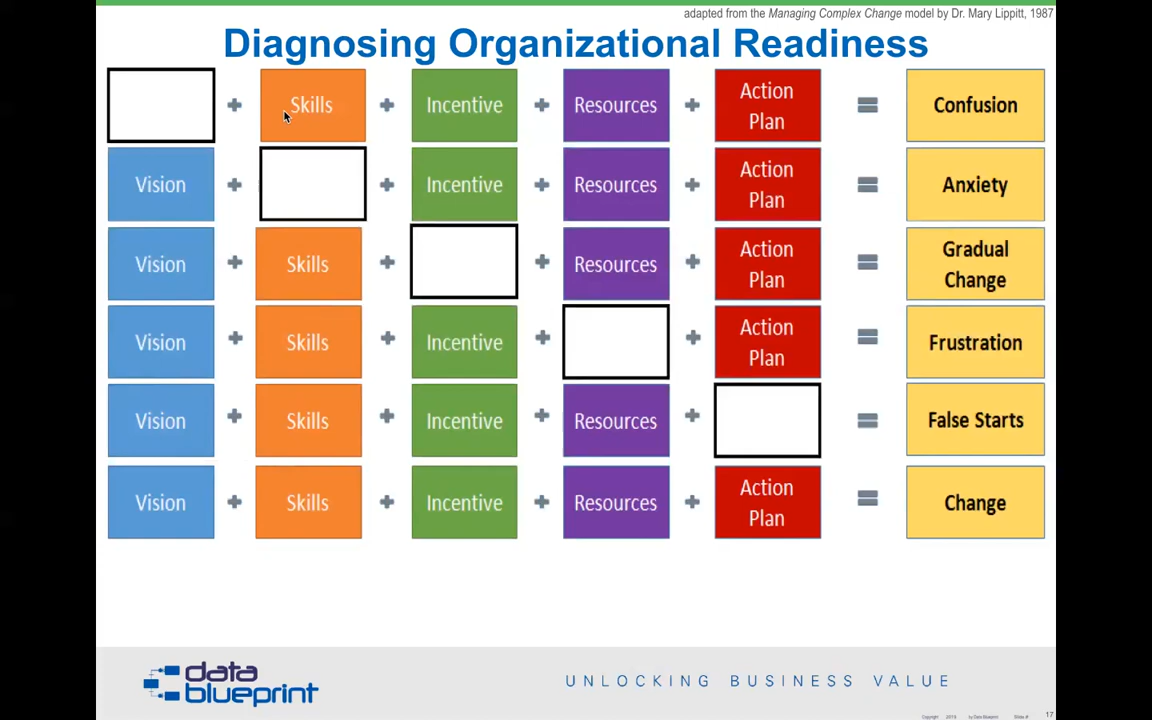 adapted from the Managing Complex Change model by Dr. Mary Lippitt, 1987
Diagnosing Organizational Readiness
+ Skills + Incentive + Resources + Action Plan = Confusion
Vision + + Incentive + Resources + Action Plan = Anxiety
Vision + Skills + + Resources + Action Plan = Gradual Change
Vision + Skills + Incentive + + Action Plan = Frustration
Vision + Skills + Incentive + Resources + = False Starts
Vision + Skills + Incentive + Resources + Action Plan = Change
data blueprint
UNLOCKING BUSINESS VALUE
17